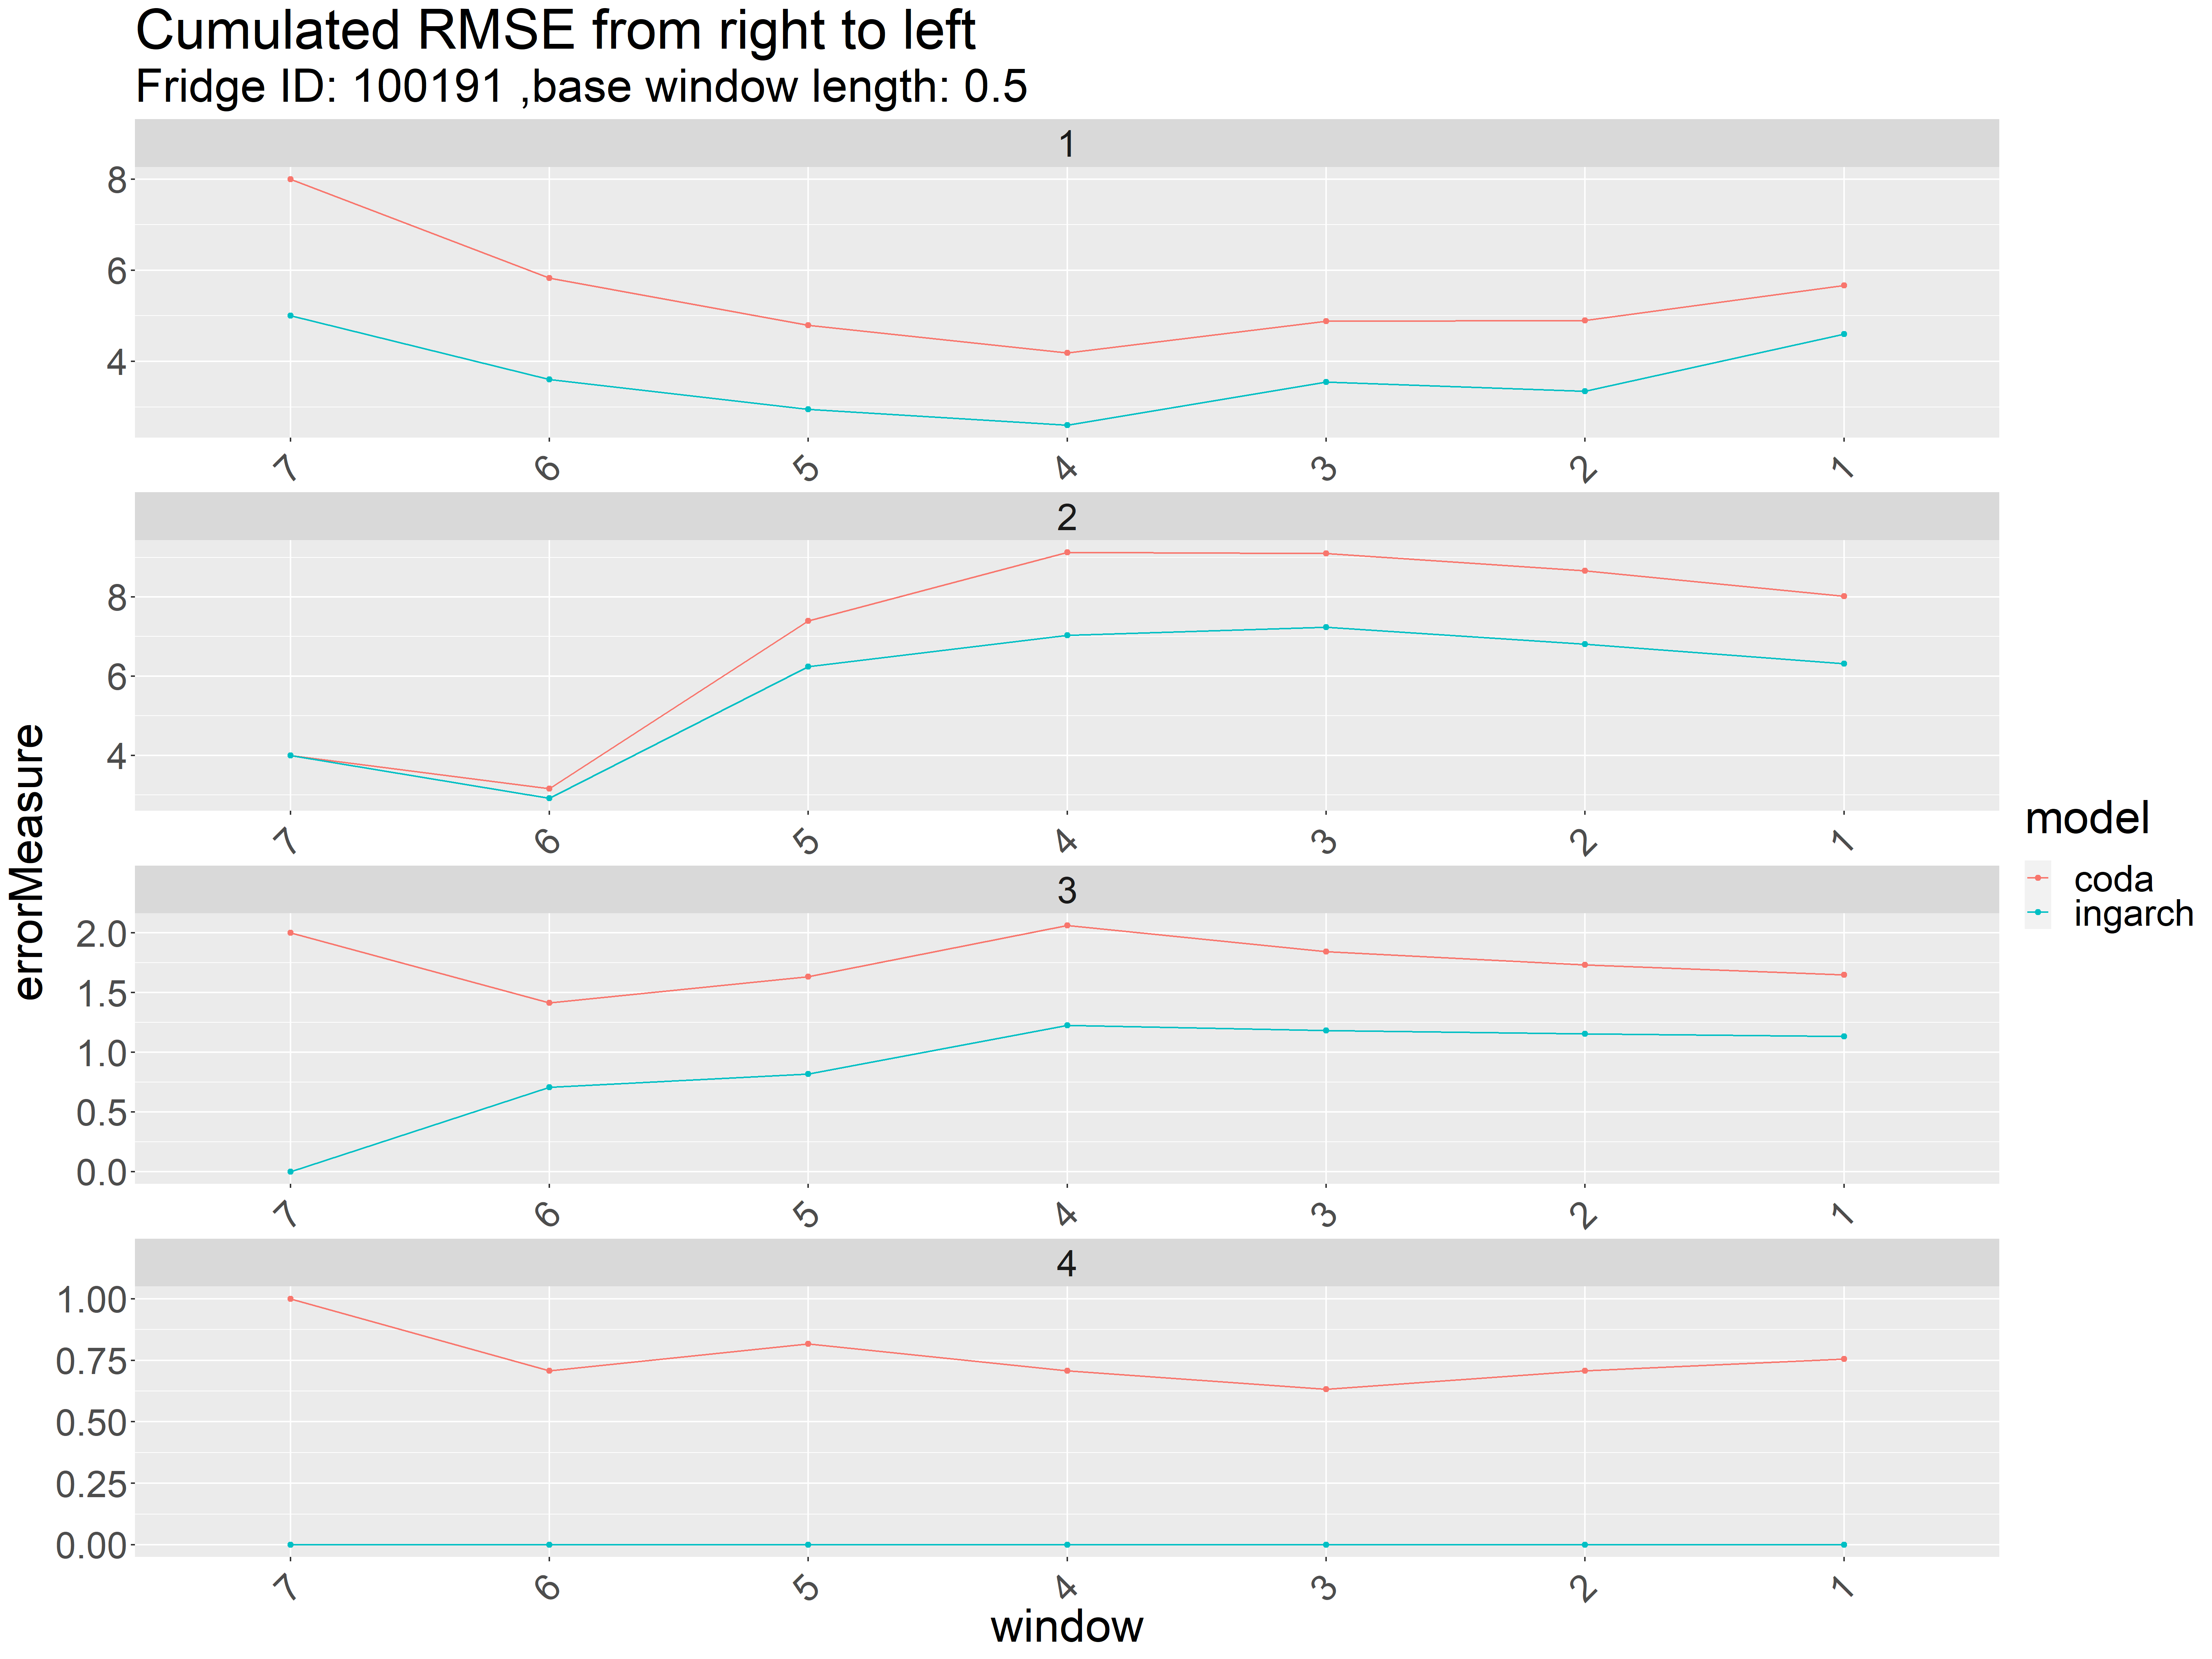 Cumulated RMSE from right to left
Fridge ID: 100191 ,base window length: 0.5
1
8
6
4
7 6 5 4 3 2 1
2
8
6
4
7 6 5 4 3 2 1
3
2.0
1.5
1.0
0.5
0.0
7 6 5 4 3 2 1
4
1.00
0.75
0.50
0.25
0.00
7 6 5 4 3 2 1
window
errorMeasure
model
coda
ingarch